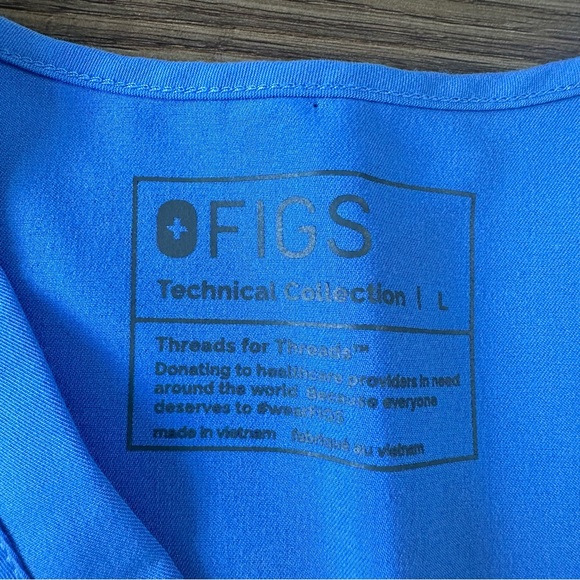 FIGS
Technical Collection | L
Threads for Threads™
Donating to healthcare providers in need
around the world. Because everyone
deserves to
made in vietnam fabriqué au vietnam